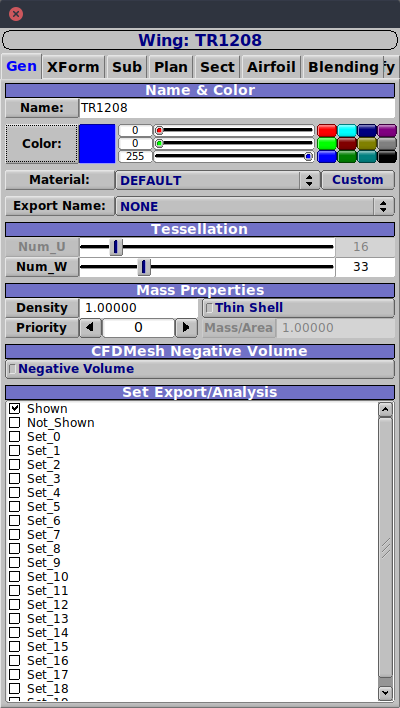 Wing: TR1208
Gen XForm Sub Plan Sect Airfoil Blending fy
Name & Color
Name: TR1208
Color: 0
0
255
Material: DEFAULT Custom
Export Name: NONE
Tessellation
Num_U 16
Num_W 33
Mass Properties
Density 1.00000 Thin Shell
Priority 0 Mass/Area 1.00000
CFDMesh Negative Volume
Negative Volume
Set Export/Analysis
Shown
Not_Shown
Set_0
Set_1
Set_2
Set_3
Set_4
Set_5
Set_6
Set_7
Set_8
Set_9
Set_10
Set_11
Set_12
Set_13
Set_14
Set_15
Set_16
Set_17
Set_18